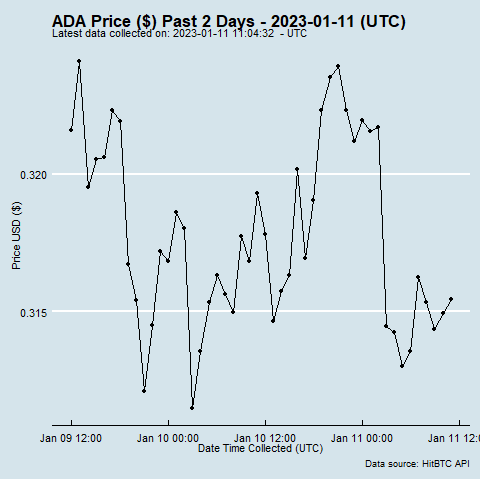 ADA Price ($) Past 2 Days - 2023-01-11 (UTC)
Latest data collected on: 2023-01-11 11:04:32  - UTC
0.320
Price USD ($)
0.315
Jan 09 12:00 Jan 10 00:00 Jan 10 12:00 Jan 11 00:00 Jan 11 12:00
Date Time Collected (UTC)
Data source: HitBTC API